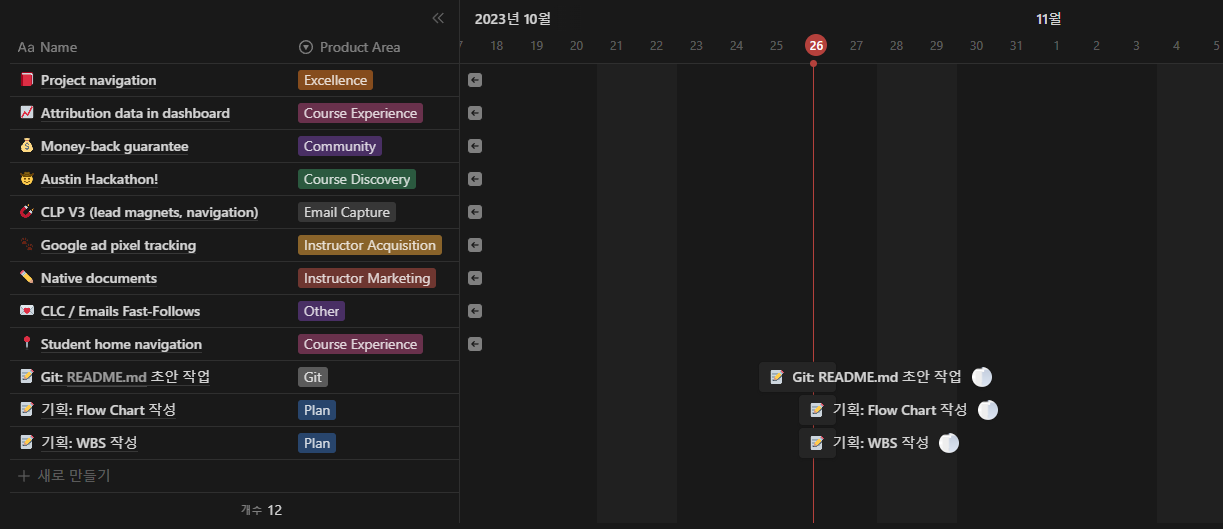 2023년 10월 11월
Aa Name Product Area 7 18 19 20 21 22 23 24 25 26 27 28 29 30 31 1 2 3 4 5
Project navigation Excellence
Attribution data in dashboard Course Experience
Money-back guarantee Community
Austin Hackathon! Course Discovery
CLP V3 (lead magnets, navigation) Email Capture
Google ad pixel tracking Instructor Acquisition
Native documents Instructor Marketing
CLC / Emails Fast-Follows Other
Student home navigation Course Experience
Git: README.md 초안 작업 Git Git: README.md 초안 작업
기획: Flow Chart 작성 Plan 기획: Flow Chart 작성
기획: WBS 작성 Plan 기획: WBS 작성
+ 새로 만들기
개수 12